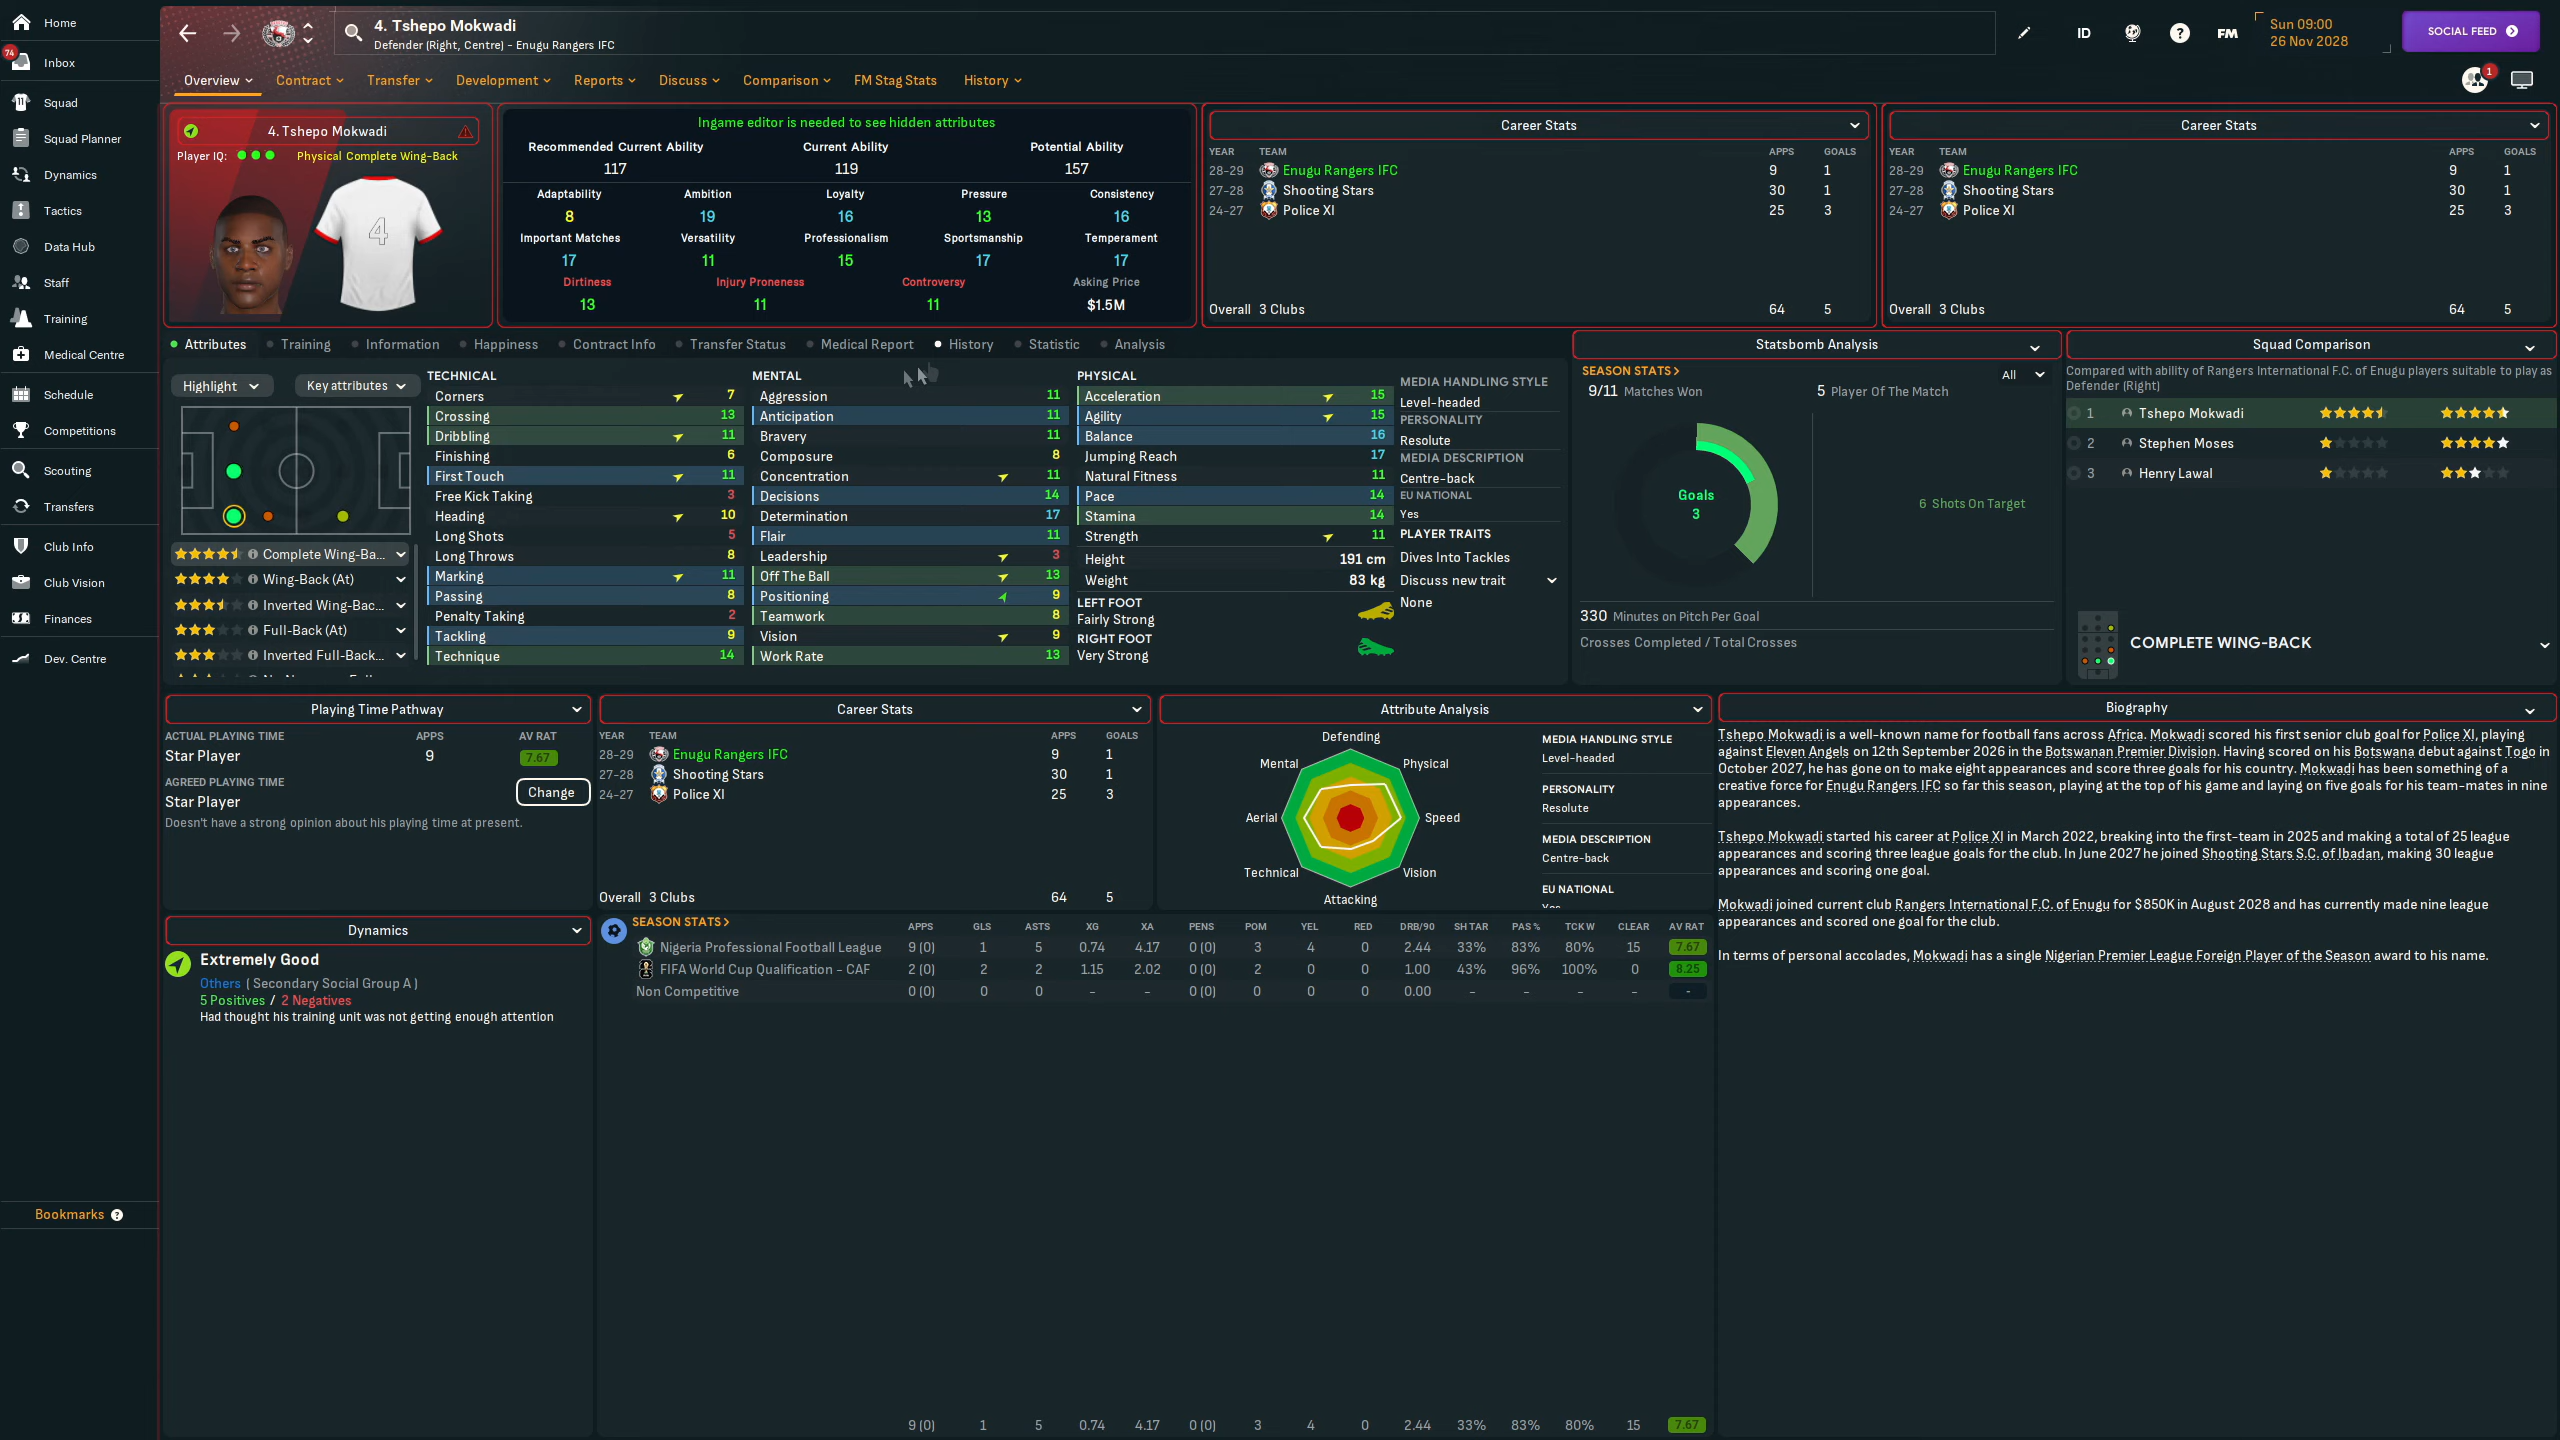 Home
74
Inbox
Squad
Squad Planner
Dynamics
Tactics
Data Hub
Staff
Training
Medical Centre
Schedule
Competitions
Scouting
Transfers
Club Info
Club Vision
Finances
Dev. Centre
Bookmarks ?
4. Tshepo Mokwadi
Defender (Right, Centre) - Enugu Rangers IFC
ID
?
FM
Sun 09:00
26 Nov 2028
SOCIAL FEED
Overview Contract Transfer Development Reports Discuss Comparison FM Stag Stats History
1
4. Tshepo Mokwadi
Player IQ: Physical Complete Wing-Back
4
Ingame editor is needed to see hidden attributes
Recommended Current Ability Current Ability Potential Ability
117 119 157
Adaptability Ambition Loyalty Pressure Consistency
8 19 16 13 16
Important Matches Versatility Professionalism Sportsmanship Temperament
17 11 15 17 17
Dirtiness Injury Proneness Controversy Asking Price
13 11 11 $1.5M
Career Stats
YEAR TEAM APPS GOALS
28-29 Enugu Rangers IFC 9 1
27-28 Shooting Stars 30 1
24-27 Police XI 25 3
Overall 3 Clubs 64 5
Career Stats
YEAR TEAM APPS GOALS
28-29 Enugu Rangers IFC 9 1
27-28 Shooting Stars 30 1
24-27 Police XI 25 3
Overall 3 Clubs 64 5
Attributes Training Information Happiness Contract Info Transfer Status Medical Report History Statistic Analysis
Highlight Key attributes
Complete Wing-Ba...
Wing-Back (At)
Inverted Wing-Bac...
Full-Back (At)
Inverted Full-Back...
TECHNICAL
Corners 7
Crossing 13
Dribbling 11
Finishing 6
First Touch 11
Free Kick Taking 3
Heading 10
Long Shots 5
Long Throws 8
Marking 11
Passing 8
Penalty Taking 2
Tackling 9
Technique 14
MENTAL
Aggression 11
Anticipation 11
Bravery 11
Composure 8
Concentration 11
Decisions 14
Determination 17
Flair 11
Leadership 3
Off The Ball 13
Positioning 9
Teamwork 8
Vision 9
Work Rate 13
PHYSICAL
Acceleration 15
Agility 15
Balance 16
Jumping Reach 17
Natural Fitness 11
Pace 14
Stamina 14
Strength 11
Height 191 cm
Weight 83 kg
LEFT FOOT
Fairly Strong
RIGHT FOOT
Very Strong
MEDIA HANDLING STYLE
Level-headed
PERSONALITY
Resolute
MEDIA DESCRIPTION
Centre-back
EU NATIONAL
Yes
PLAYER TRAITS
Dives Into Tackles
Discuss new trait
None
Statsbomb Analysis
SEASON STATS > All
9/11 Matches Won 5 Player Of The Match
Goals
3
6 Shots On Target
330 Minutes on Pitch Per Goal
Crosses Completed / Total Crosses
Squad Comparison
Compared with ability of Rangers International F.C. of Enugu players suitable to play as
Defender (Right)
1 Tshepo Mokwadi
2 Stephen Moses
3 Henry Lawal
COMPLETE WING-BACK
Playing Time Pathway
ACTUAL PLAYING TIME APPS AV RAT
Star Player 9 7.67
AGREED PLAYING TIME
Star Player Change
Doesn't have a strong opinion about his playing time at present.
Career Stats
YEAR TEAM APPS GOALS
28-29 Enugu Rangers IFC 9 1
27-28 Shooting Stars 30 1
24-27 Police XI 25 3
Overall 3 Clubs 64 5
Attribute Analysis
Defending
Mental Physical
Aerial Speed
Technical Vision
Attacking
MEDIA HANDLING STYLE
Level-headed
PERSONALITY
Resolute
MEDIA DESCRIPTION
Centre-back
EU NATIONAL
Biography
Tshepo Mokwadi is a well-known name for football fans across Africa. Mokwadi scored his first senior club goal for Police XI, playing
against Eleven Angels on 12th September 2026 in the Botswanan Premier Division. Having scored on his Botswana debut against Togo in
October 2027, he has gone on to make eight appearances and score three goals for his country. Mokwadi has been something of a
creative force for Enugu Rangers IFC so far this season, playing at the top of his game and laying on five goals for his team-mates in nine
appearances.
Tshepo Mokwadi started his career at Police XI in March 2022, breaking into the first-team in 2025 and making a total of 25 league
appearances and scoring three league goals for the club. In June 2027 he joined Shooting Stars S.C. of Ibadan, making 30 league
appearances and scoring one goal.
Mokwadi joined current club Rangers International F.C. of Enugu for $850K in August 2028 and has currently made nine league
appearances and scored one goal for the club.
In terms of personal accolades, Mokwadi has a single Nigerian Premier League Foreign Player of the Season award to his name.
Dynamics
Extremely Good
Others ( Secondary Social Group A )
5 Positives / 2 Negatives
Had thought his training unit was not getting enough attention
SEASON STATS > APPS GLS ASTS XG XA PENS POM YEL RED DRB/90 SH TAR PAS % TCK W CLEAR AV RAT
Nigeria Professional Football League 9 (0) 1 5 0.74 4.17 0 (0) 3 4 0 2.44 33% 83% 80% 15 7.67
FIFA World Cup Qualification - CAF 2 (0) 2 2 1.15 2.02 0 (0) 2 0 0 1.00 43% 96% 100% 0 8.25
Non Competitive 0 (0) 0 0 - - 0 (0) 0 0 0 0.00 - - - - -
9 (0) 1 5 0.74 4.17 0 (0) 3 4 0 2.44 33% 83% 80% 15 7.67